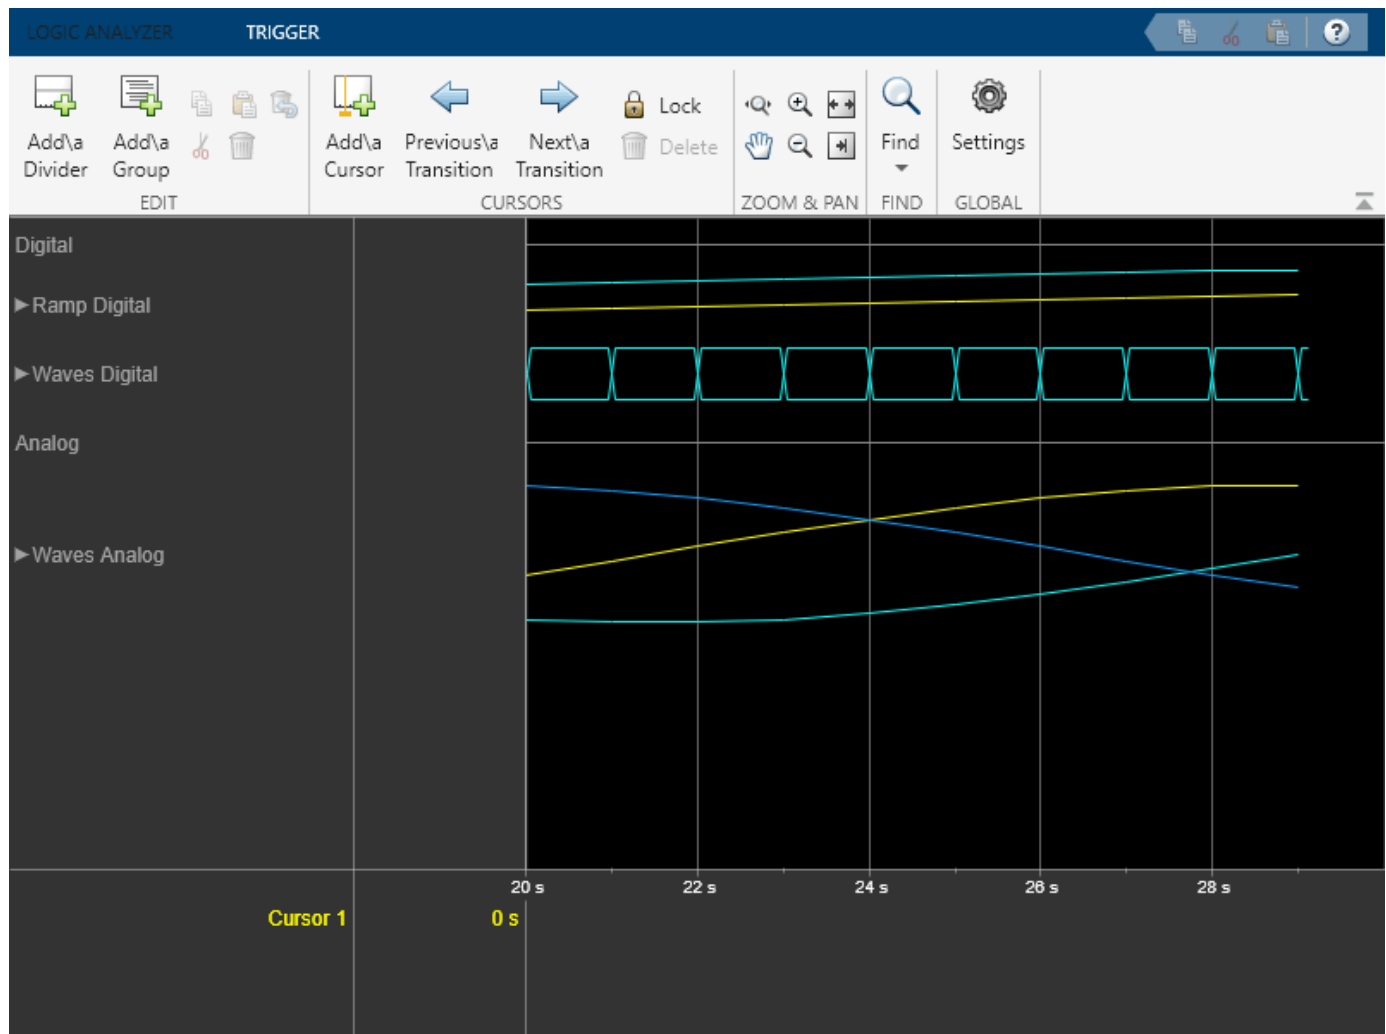 LOGIC ANALYZER TRIGGER
?
Add\a Divider
Add\a Group
Add\a Cursor
Previous\a Transition
Next\a Transition
Lock
Delete
Find
Settings
EDIT CURSORS ZOOM & PAN FIND GLOBAL
Digital
Ramp Digital
Waves Digital
Analog
Waves Analog
20 s 22 s 24 s 26 s 28 s
Cursor 1 0 s